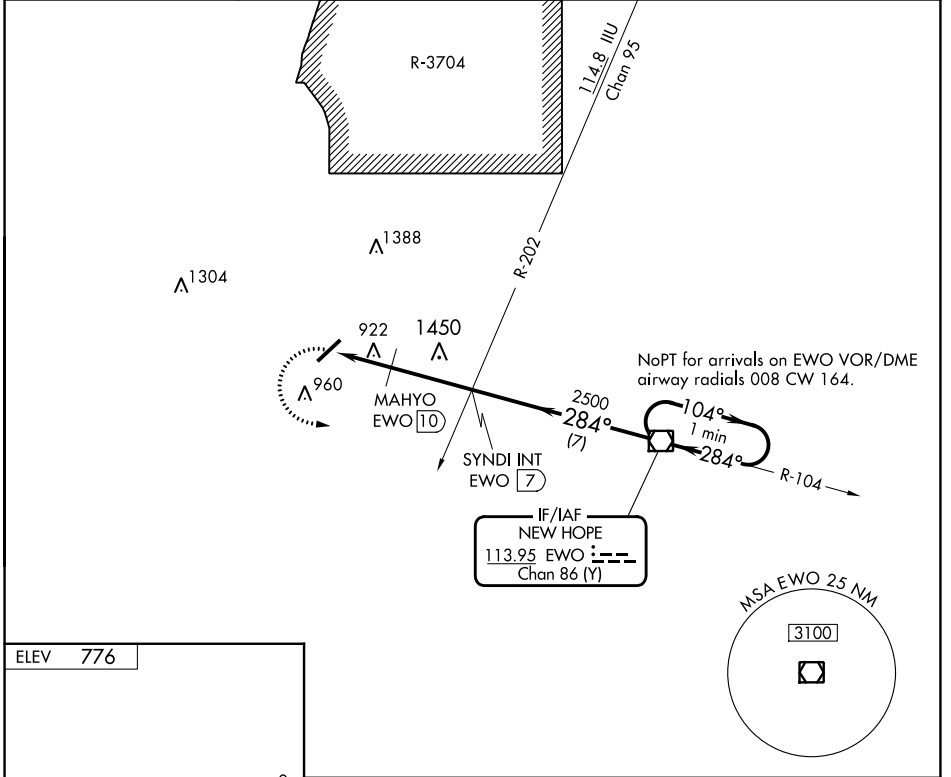 R-3704
114.8 IIU
Chan 95
R-202
1388
1304
922
1450
960
MAHYO
EWO 10
SYNDI INT
EWO 7
2500
284°
(7)
NoPT for arrivals on EWO VOR/DME
airway radials 008 CW 164.
104°
1 min
284°
R-104
IF/IAF
NEW HOPE
113.95 EWO
Chan 86 (Y)
MSA EWO 25 NM
3100
ELEV 776